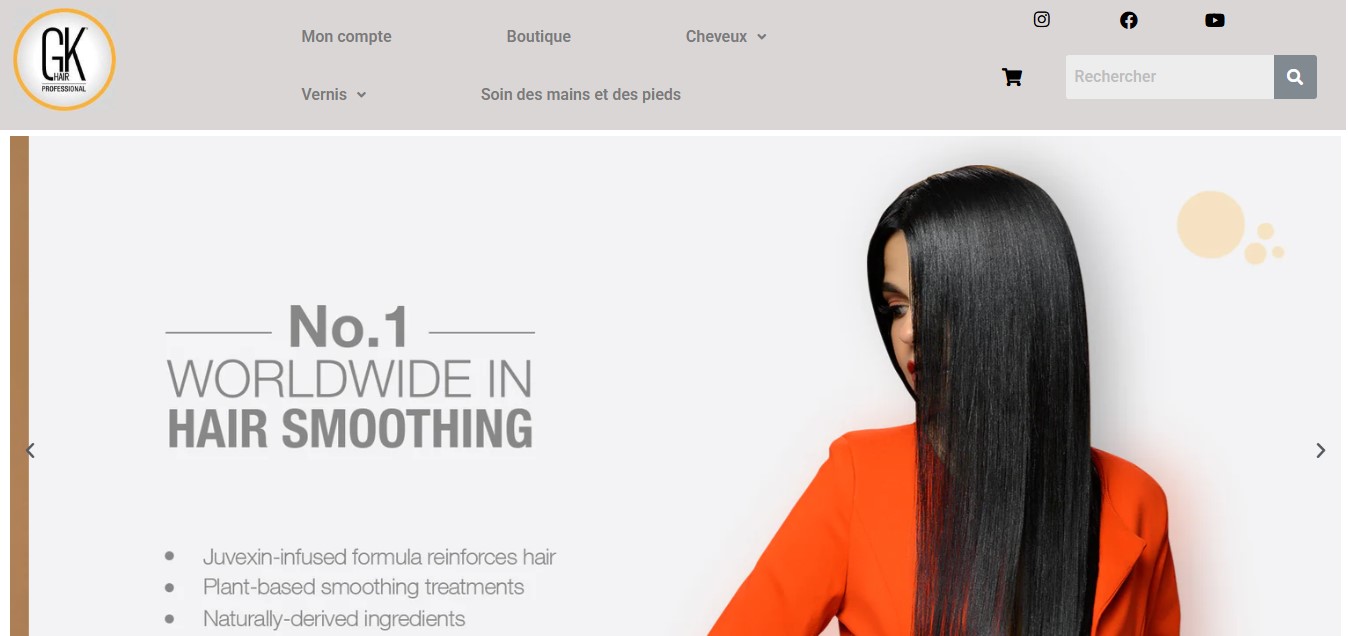 GK
HAIR
PROFESSIONAL
Mon compte
Boutique
Cheveux
Vernis
Soin des mains et des pieds
Rechercher
No.1
WORLDWIDE IN
HAIR SMOOTHING
• Juvexin-infused formula reinforces hair
• Plant-based smoothing treatments
• Naturally-derived ingredients